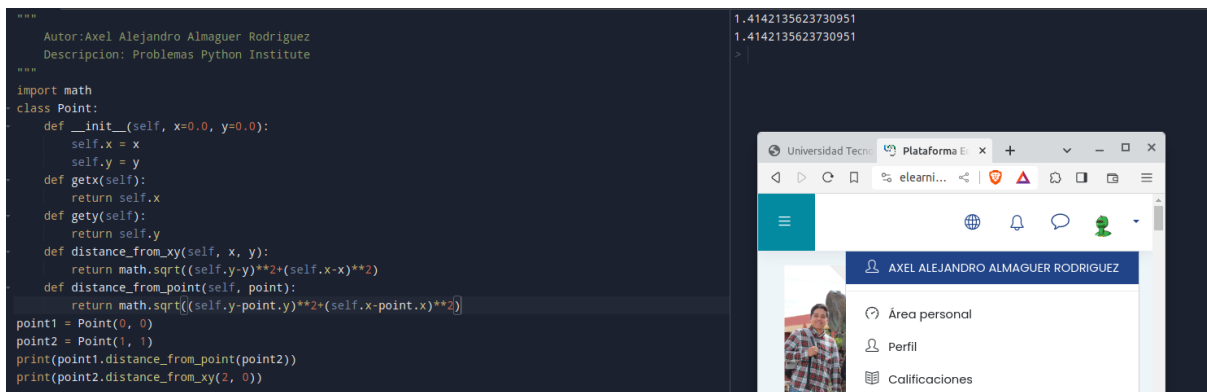 """
    Autor:Axel Alejandro Almaguer Rodriguez
    Descripcion: Problemas Python Institute
"""
import math
class Point:
    def __init__(self, x=0.0, y=0.0):
        self.x = x
        self.y = y
    def getx(self):
        return self.x
    def gety(self):
        return self.y
    def distance_from_xy(self, x, y):
        return math.sqrt((self.y-y)**2+(self.x-x)**2)
    def distance_from_point(self, point):
        return math.sqrt((self.y-point.y)**2+(self.x-point.x)**2)
point1 = Point(0, 0)
point2 = Point(1, 1)
print(point1.distance_from_point(point2))
print(point2.distance_from_xy(2, 0))
1.4142135623730951
1.4142135623730951
>
Universidad Tecno Plataforma E
elearni...
AXEL ALEJANDRO ALMAGUER RODRIGUEZ
Área personal
Perfil
Calificaciones